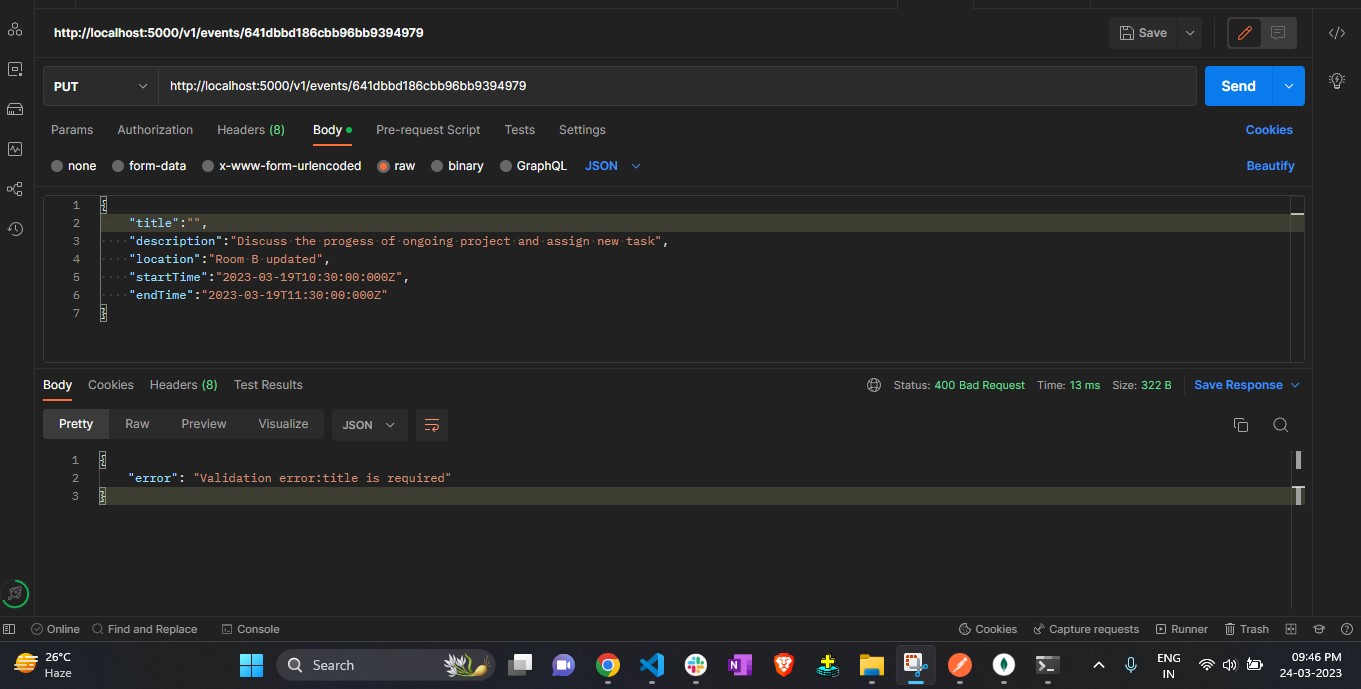 http://localhost:5000/v1/events/641dbbd186cbb96bb9394979
Save
PUT
http://localhost:5000/v1/events/641dbbd186cbb96bb9394979
Send
Params Authorization Headers (8) Body Pre-request Script Tests Settings Cookies
none form-data x-www-form-urlencoded raw binary GraphQL JSON Beautify
1 {
2 "title":"",
3 "description":"Discuss the progess of ongoing project and assign new task",
4 "location":"Room B updated",
5 "startTime":"2023-03-19T10:30:00:000Z",
6 "endTime":"2023-03-19T11:30:00:000Z"
7 }
Body Cookies Headers (8) Test Results Status: 400 Bad Request Time: 13 ms Size: 322 B Save Response
Pretty Raw Preview Visualize JSON
1 {
2 "error": "Validation error:title is required"
3 }
Online Find and Replace Console Cookies Capture requests Runner Trash
26°C
Haze
Search
N
ENG
IN
09:46 PM
24-03-2023